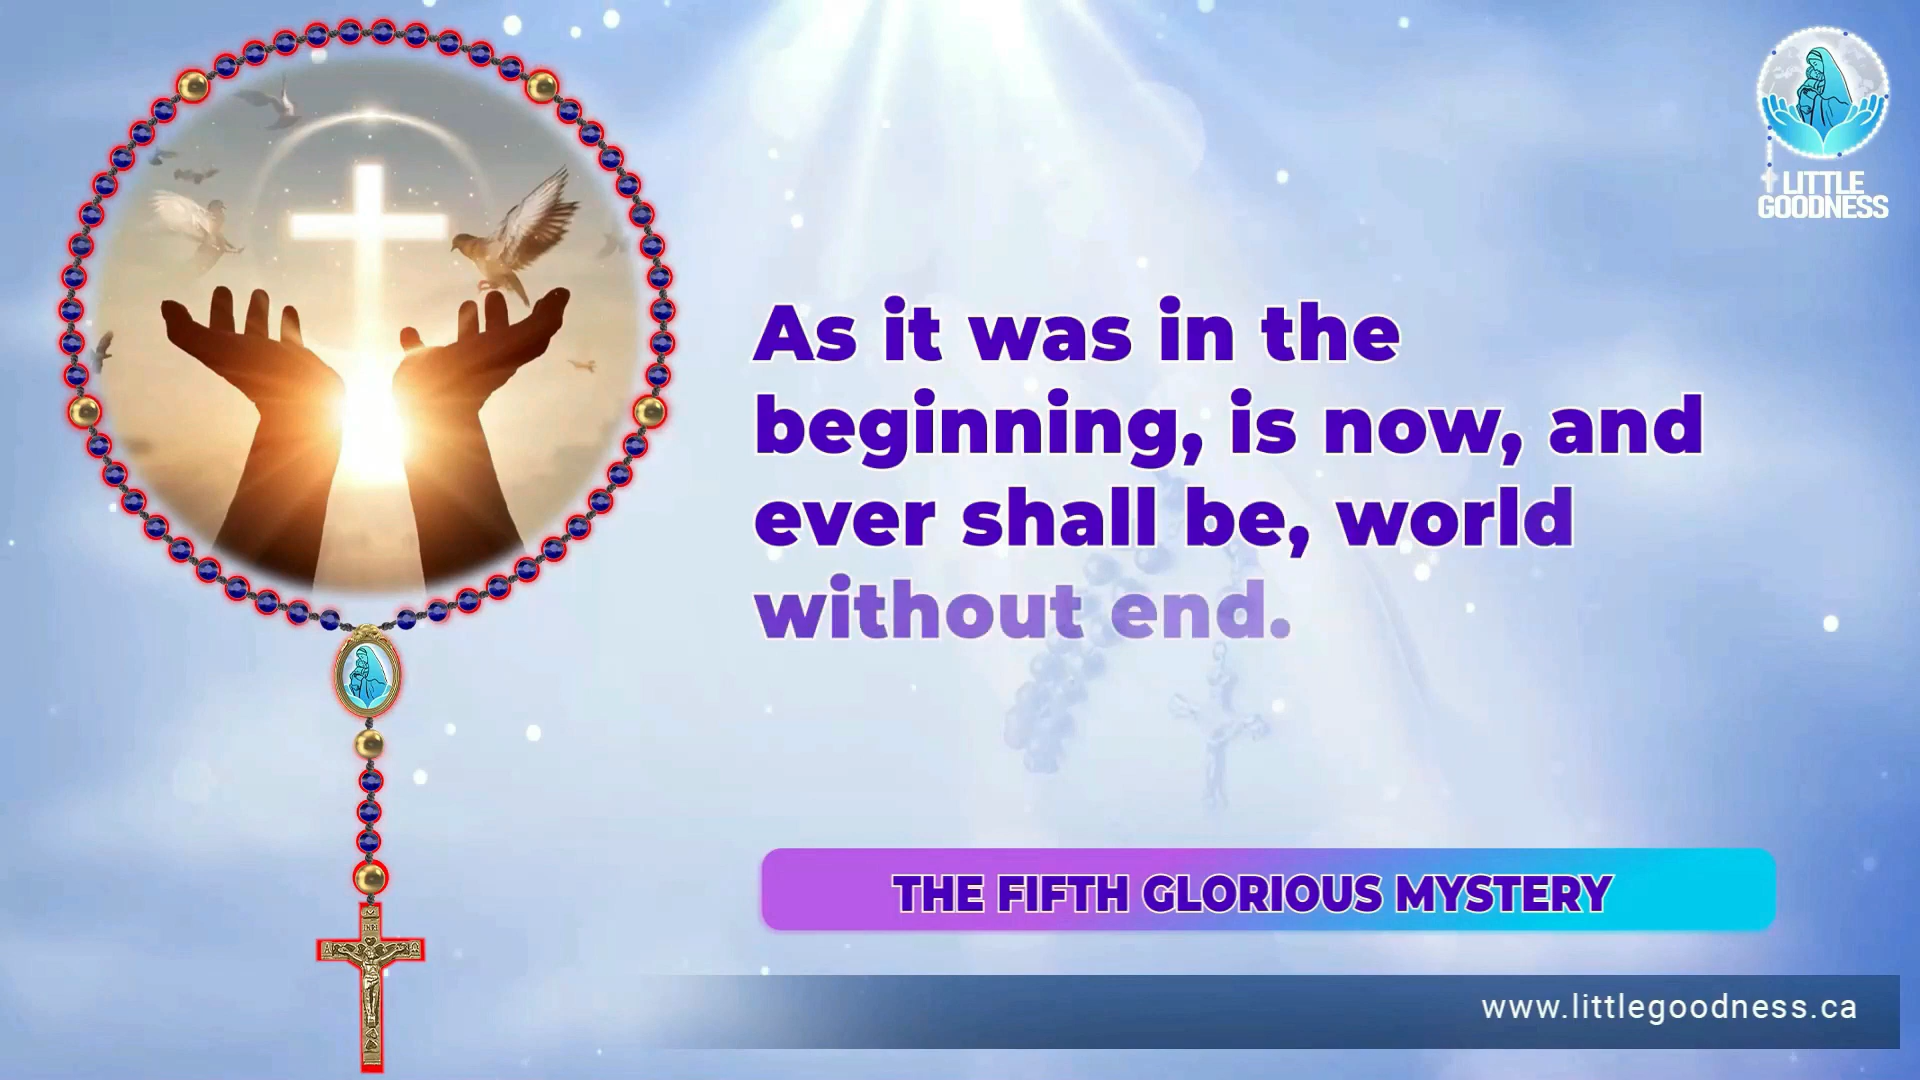 LITTLE
GOODNESS
As it was in the
beginning, is now, and
ever shall be, world
without end.
THE FIFTH GLORIOUS MYSTERY
INRI
www.littlegoodness.ca